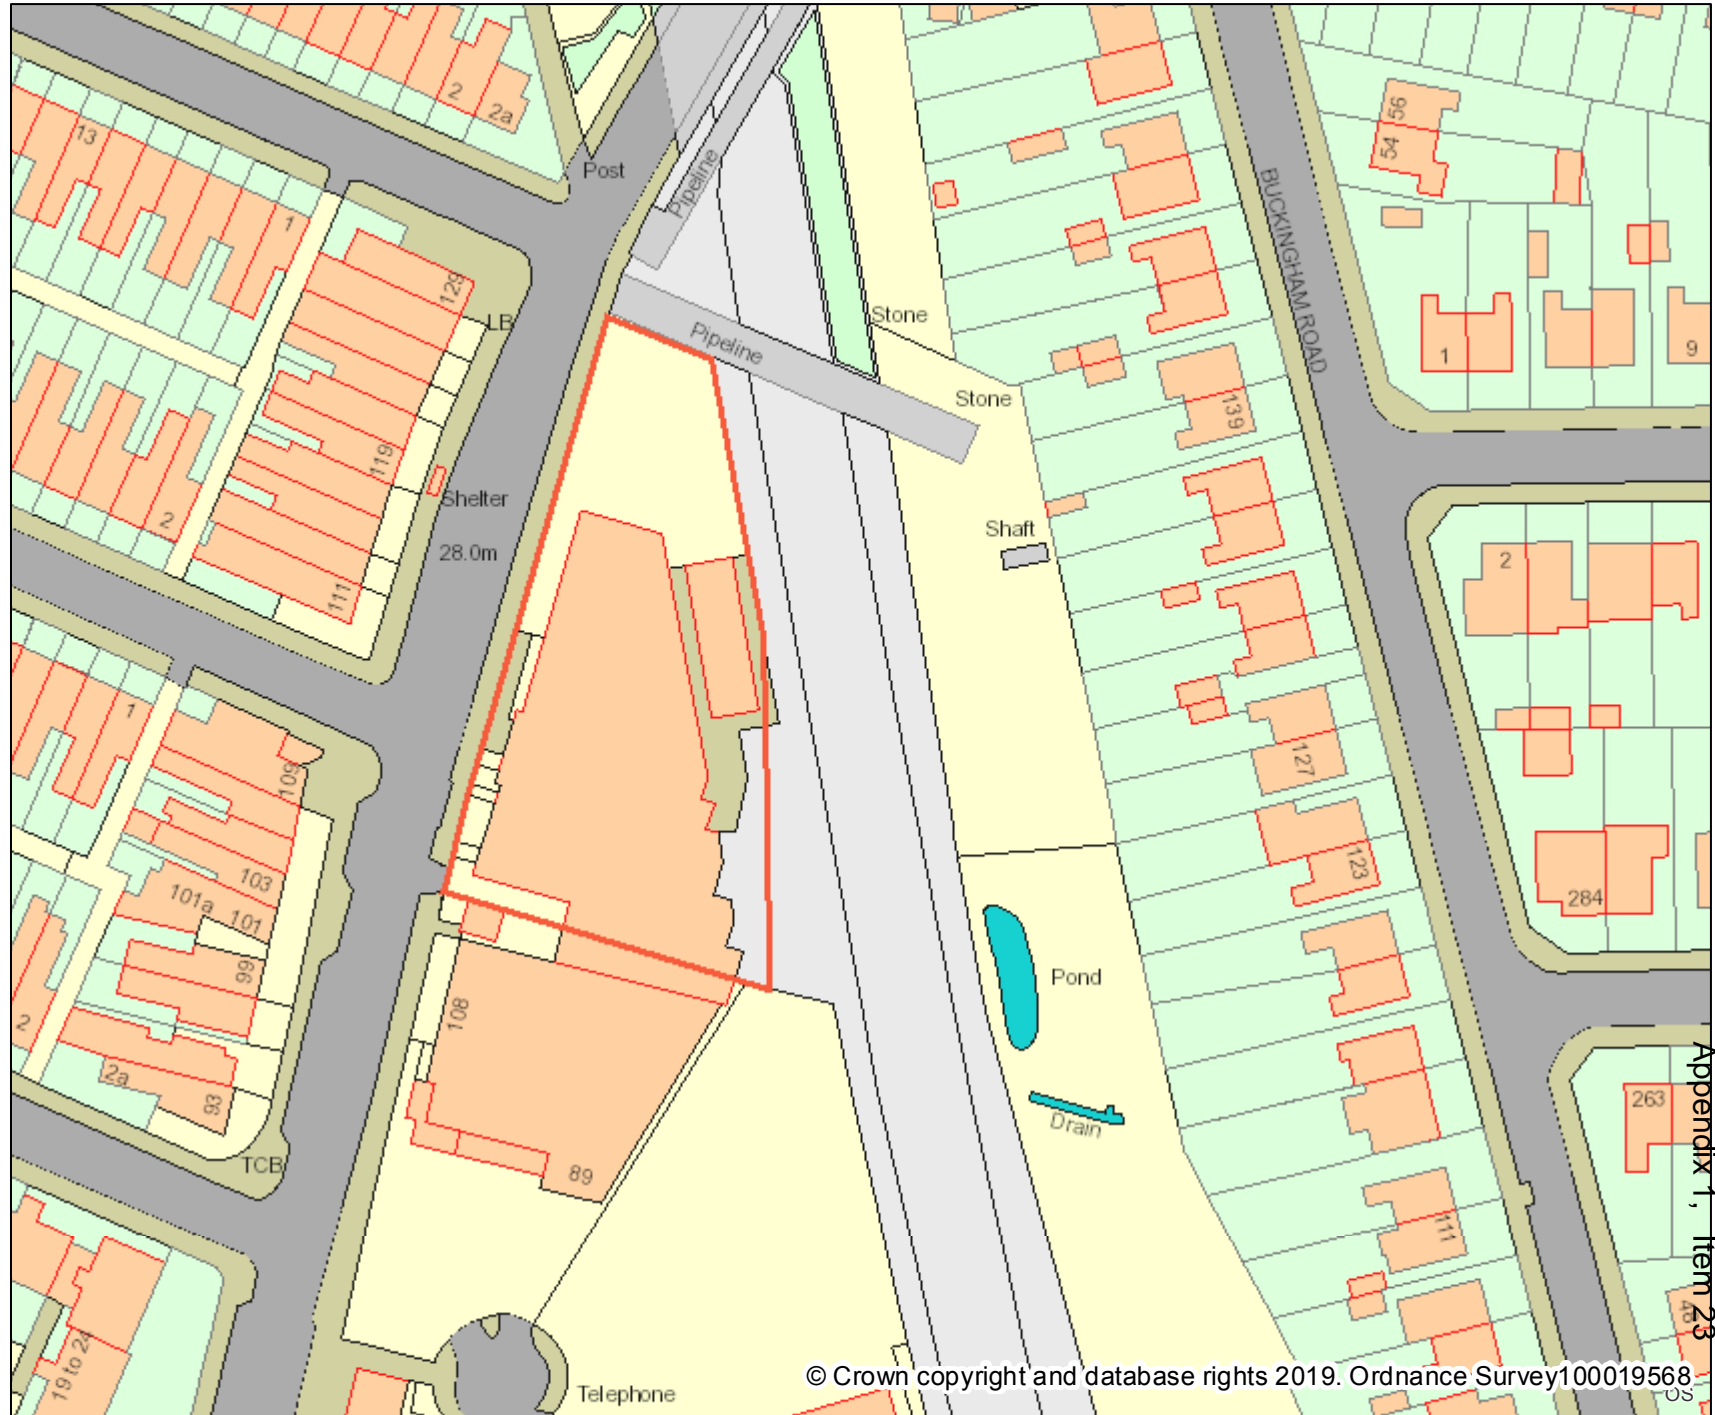 2
2a
13
1
Post
Pipeline
129
LB
Pipeline
Stone
Stone
BUCKINGHAM ROAD
56
54
1
9
139
119
Shelter
2
28.0m
111
Shaft
2
1
109
127
123
284
103
101a
101
99
108
2
2a
93
Pond
Drain
TCB
89
263
111
19 to 24
Telephone
48
Appendix 1, Item 23
© Crown copyright and database rights 2019. Ordnance Survey100019568.